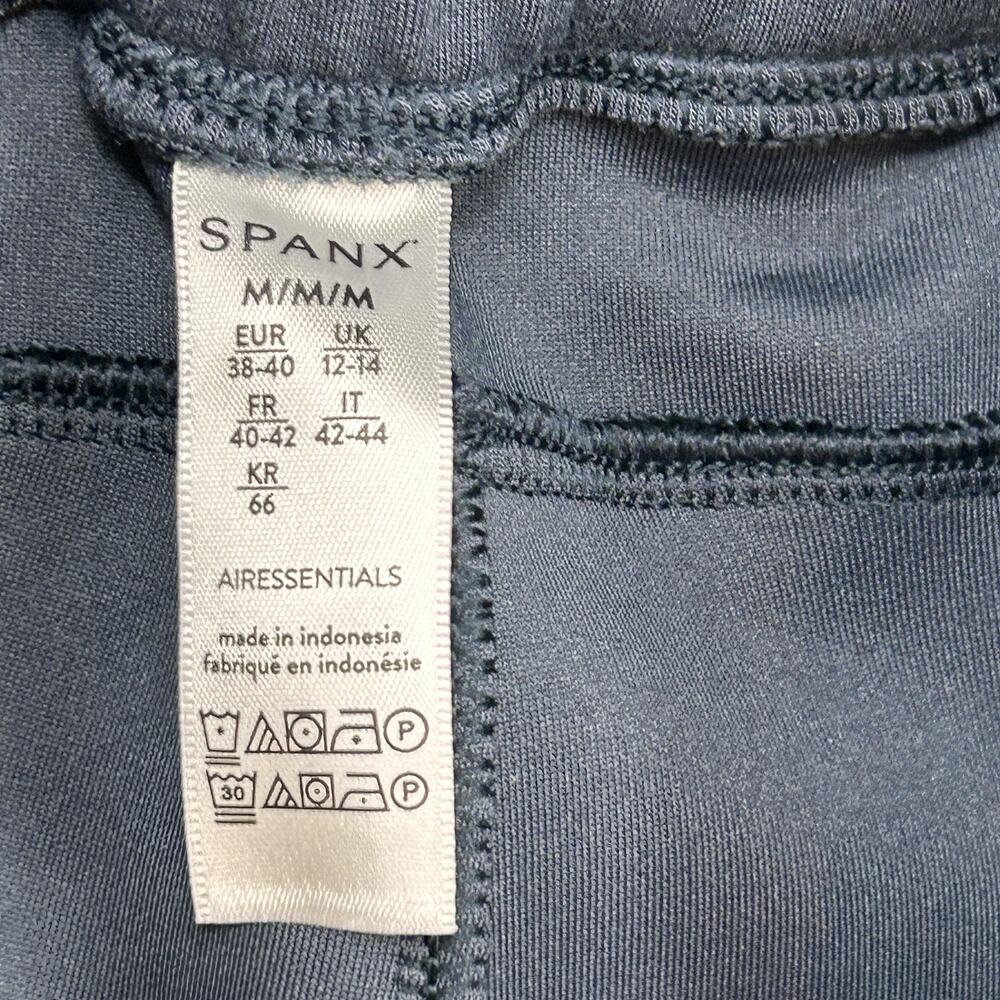 SPANX
M/M/M
EUR UK
38-40 12-14
FR IT
40-42 42-44
KR
66
AIRESSENTIALS
made in indonesia
fabriqué en indonésie
P
30 P